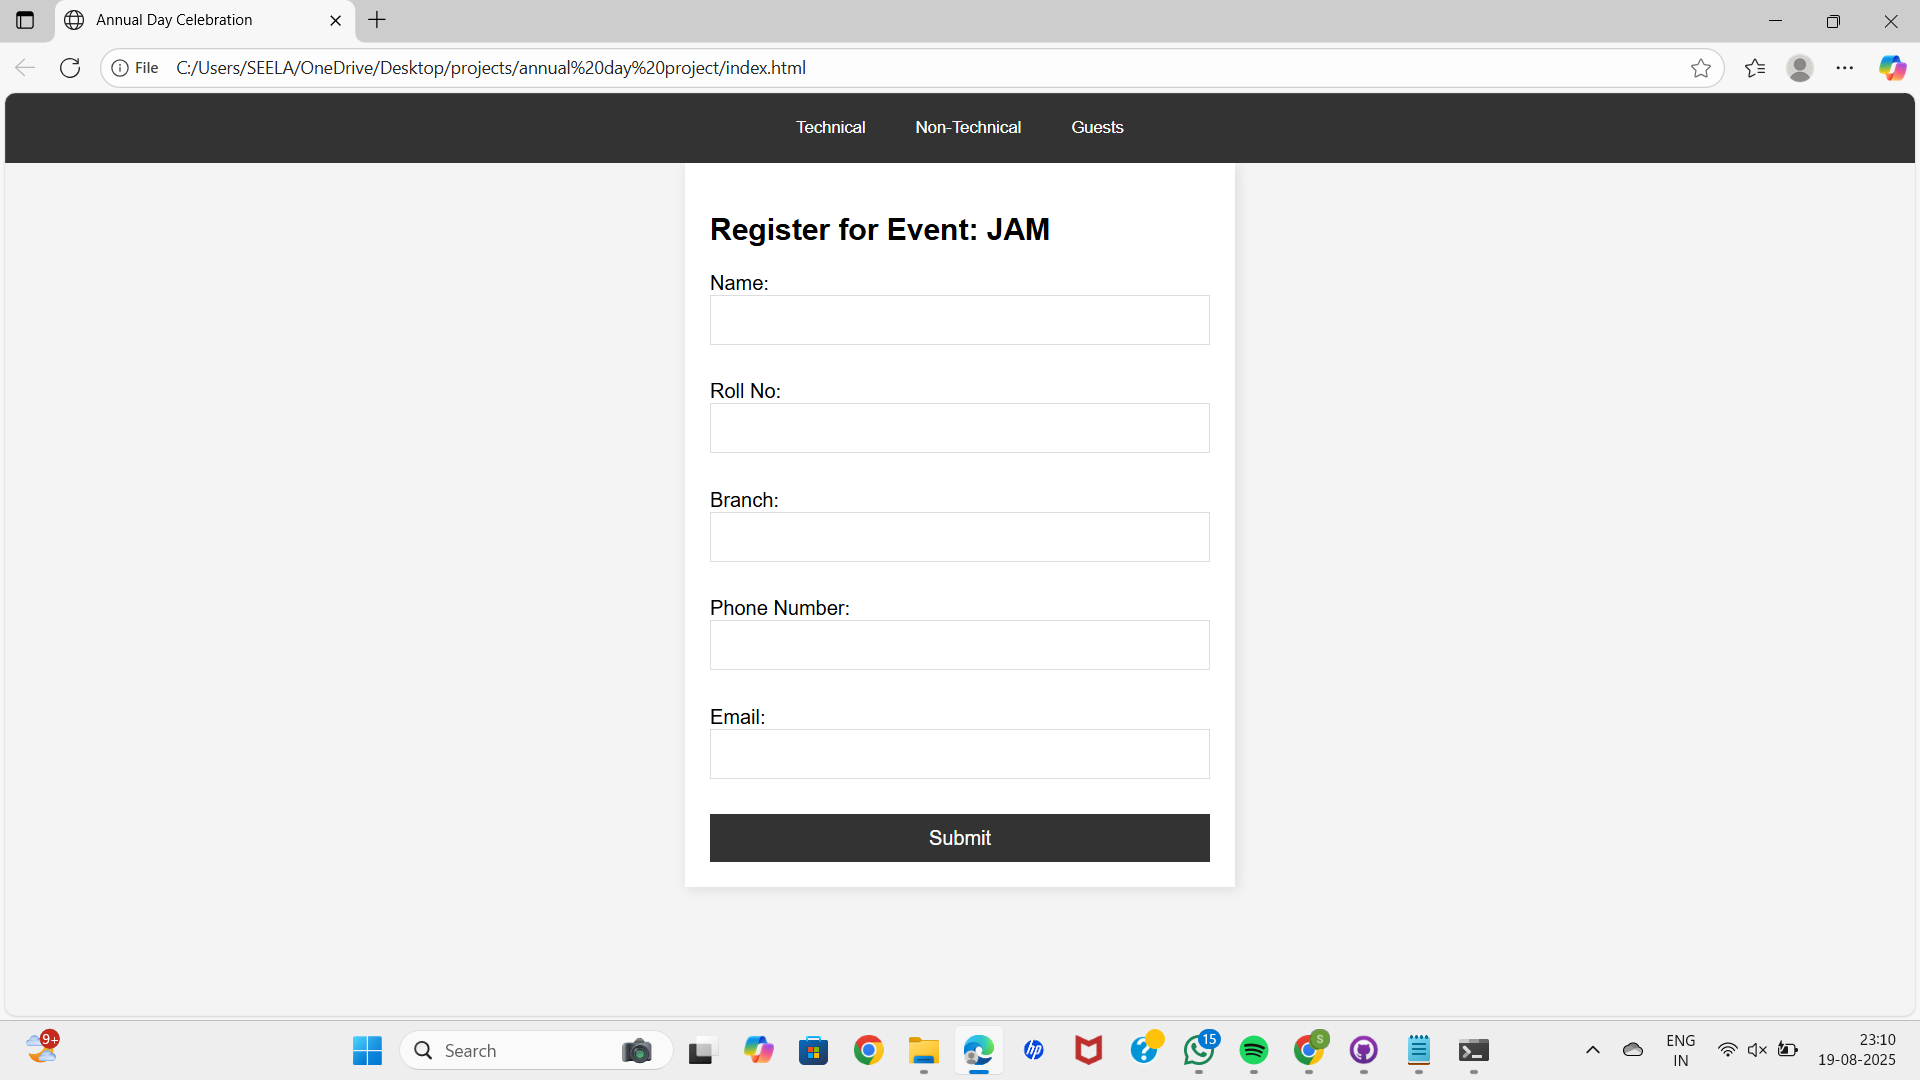 Annual Day Celebration
File C:/Users/SEELA/OneDrive/Desktop/projects/annual%20day%20project/index.html
Technical Non-Technical Guests
Register for Event: JAM
Name:
Roll No:
Branch:
Phone Number:
Email:
Submit
9+
Search
hp
?
15
S
ENG
IN
23:10
19-08-2025